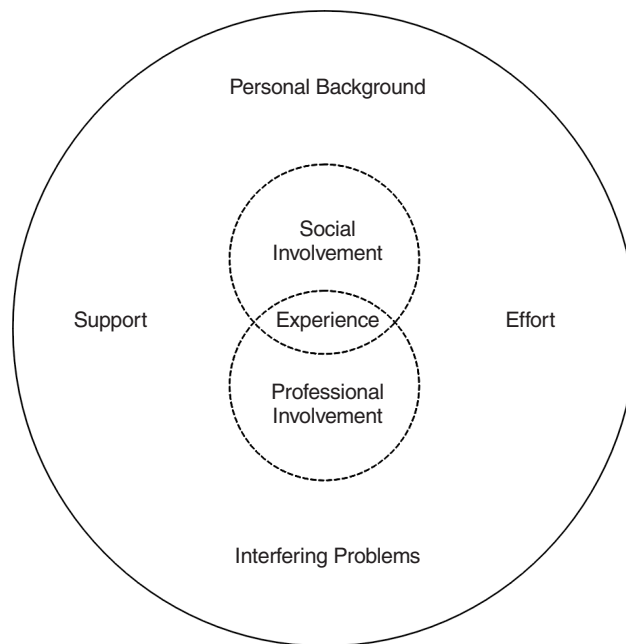 Personal Background
Social
Involvement
Support
Experience
Effort
Professional
Involvement
Interfering Problems